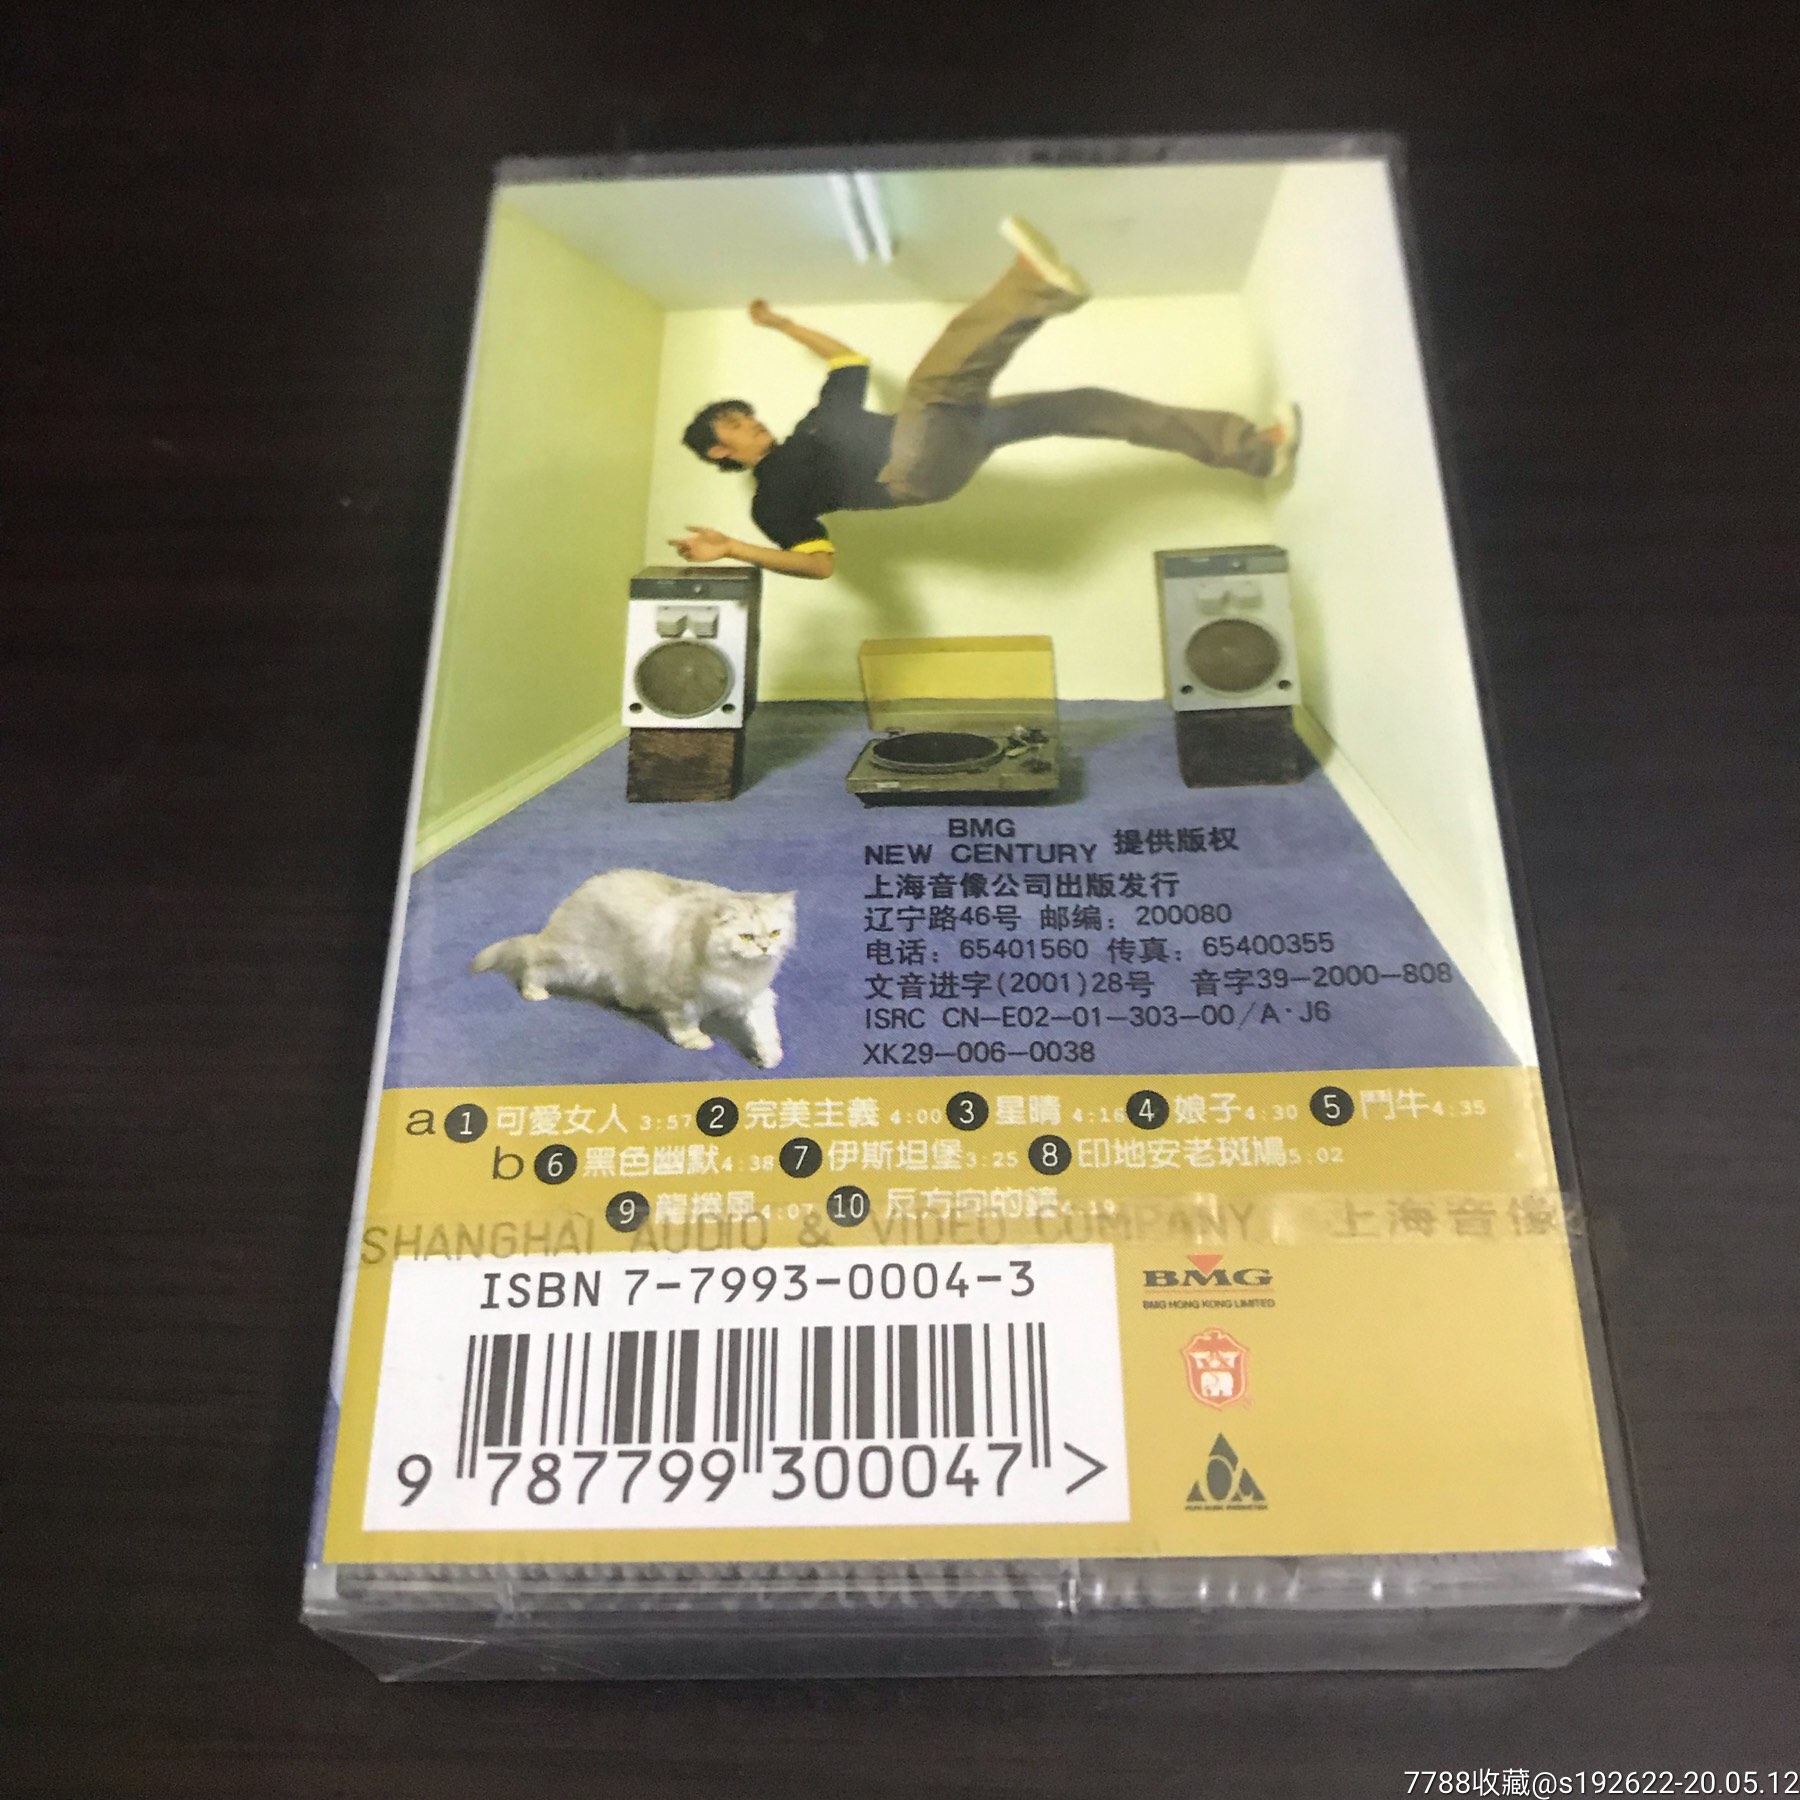 BMG
NEW CENTURY 提供版权
上海音像公司出版发行
辽宁路46号 邮编：200080
电话：65401560 传真：65400355
文音进字(2001)28号 音字39-2000-808
ISRC CN-E02-01-303-00/A·J6
XK29-006-0038
a 1 可愛女人 3:57 2 完美主義 4:00 3 星晴 4:16 4 娘子 4:30 5 鬥牛 4:35
b 6 黑色幽默 4:38 7 伊斯坦堡 3:25 8 印地安老斑鳩 5:02
9 龍捲風 4:07 10 反方向的鐘 4:19
SHANGHAI AUDIO & VIDEO COMPANY 上海音像
ISBN 7-7993-0004-3
9 787799 300047 >
BMG
BMG HONG KONG LIMITED
7788收藏@s192622-20.05.12